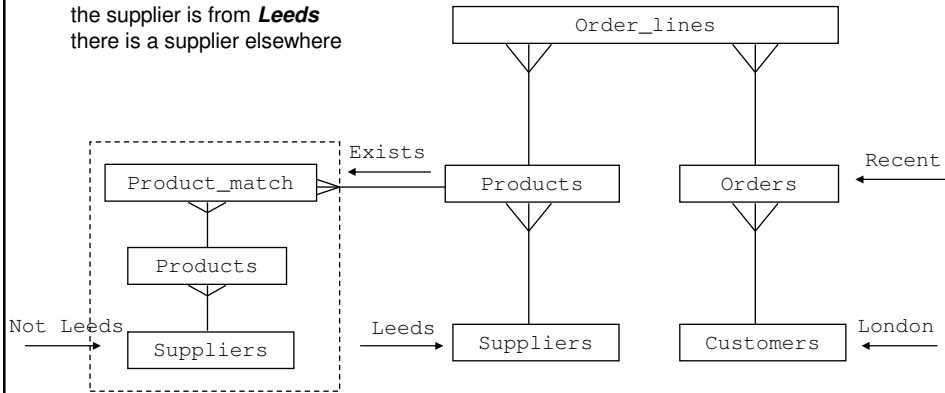 the supplier is from Leeds
there is a supplier elsewhere
Order_lines
Exists
Recent
Product_match
Products
Orders
Products
Not Leeds
Leeds
London
Suppliers
Suppliers
Customers